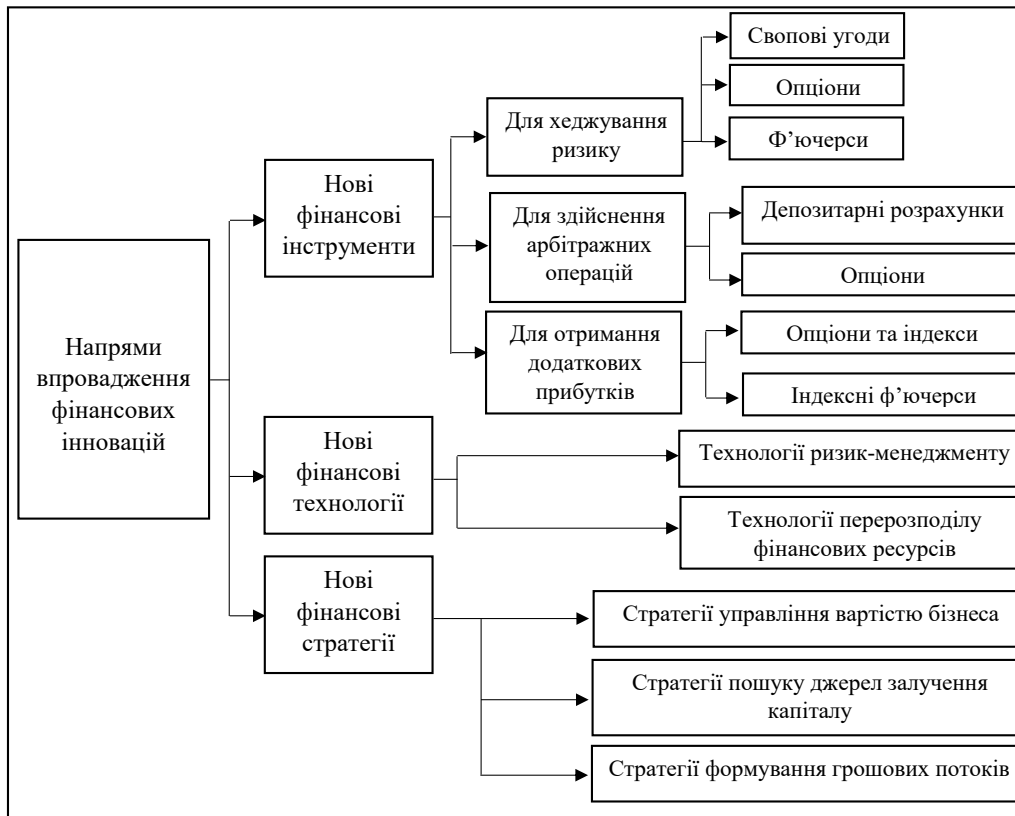 Напрями
впровадження
фінансових
інновацій
Нові
фінансові
інструменти
Для хеджування
ризику
Свопові угоди
Опціони
Ф’ючерси
Для здійснення
арбітражних
операцій
Депозитарні розрахунки
Опціони
Для отримання
додаткових
прибутків
Опціони та індекси
Індексні ф’ючерси
Нові
фінансові
технології
Технології ризик-менеджменту
Технології перерозподілу
фінансових ресурсів
Нові
фінансові
стратегії
Стратегії управління вартістю бізнеса
Стратегії пошуку джерел залучення
капіталу
Стратегії формування грошових потоків